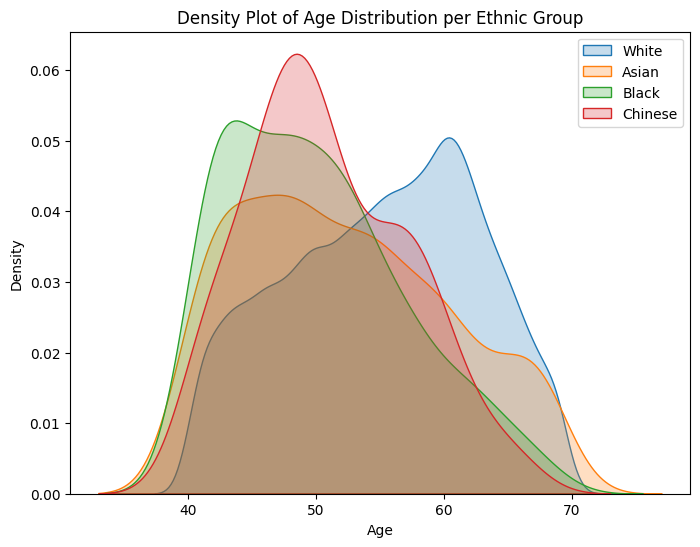 Density Plot of Age Distribution per Ethnic Group
White
Asian
Black
Chinese
0.06
0.05
0.04
0.03
0.02
0.01
0.00
Density
40 50 60 70
Age